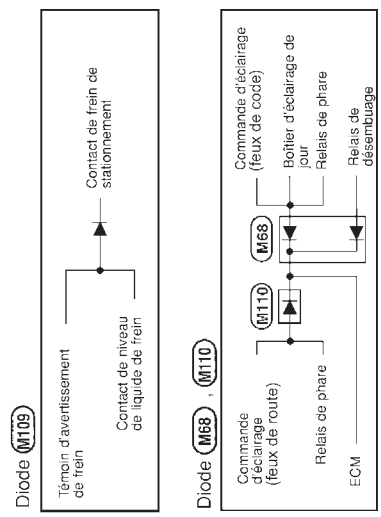 Diode M109
Témoin d'avertissement
de frein
Contact de niveau
de liquide de frein
Contact de frein de
stationnement
Diode M68 , M110
Commande
d'éclairage
(feux de route)
Relais de phare
ECM
M110
M68
Commande d'éclairage
(feux de code)
Boîtier d'éclairage de
jour
Relais de phare
Relais de
désembuage